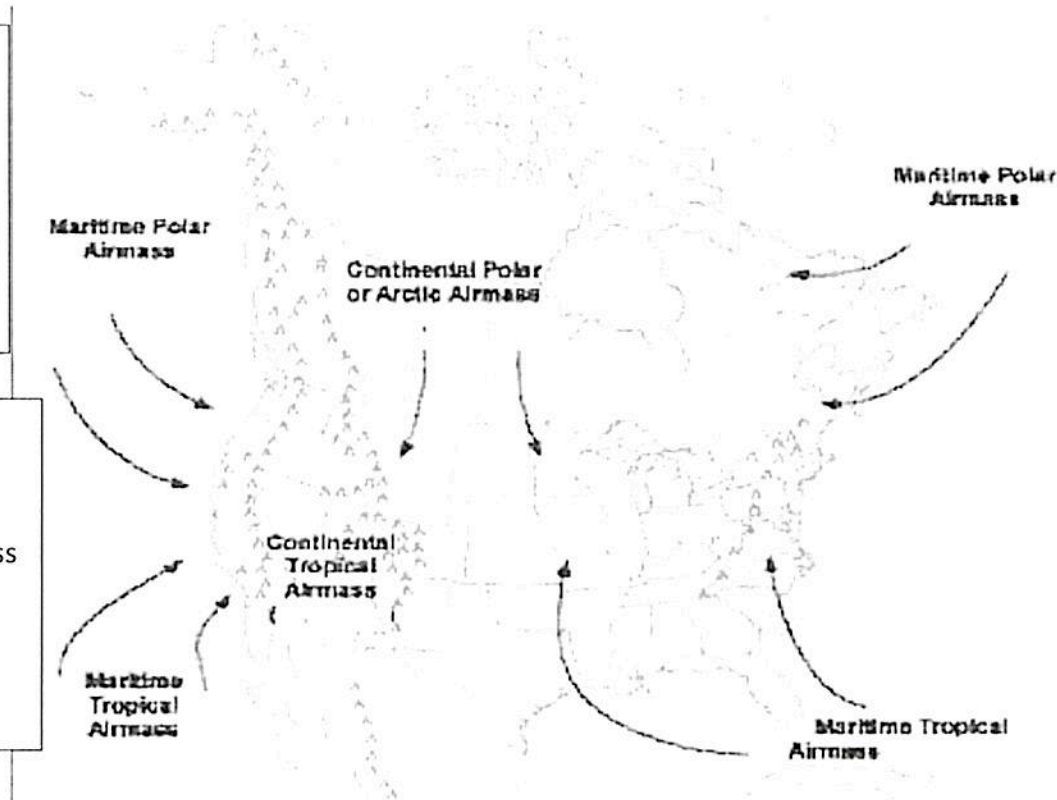 Maritime Polar
Airmass
Maritime Polar
Airmass
Continental Polar
or Arctic Airmass
ss
Continental
Tropical
Airmass
Maritime
Tropical
Airmass
Maritime Tropical
Airmass